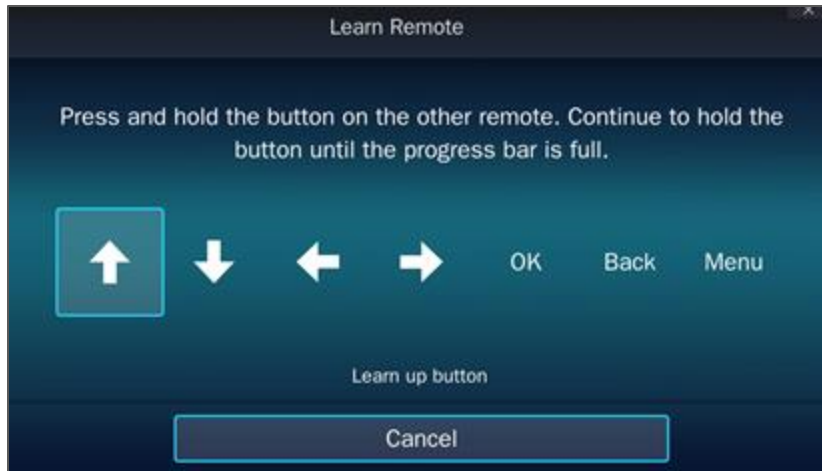 Learn Remote
Press and hold the button on the other remote. Continue to hold the
button until the progress bar is full.
OK Back Menu
Learn up button
Cancel